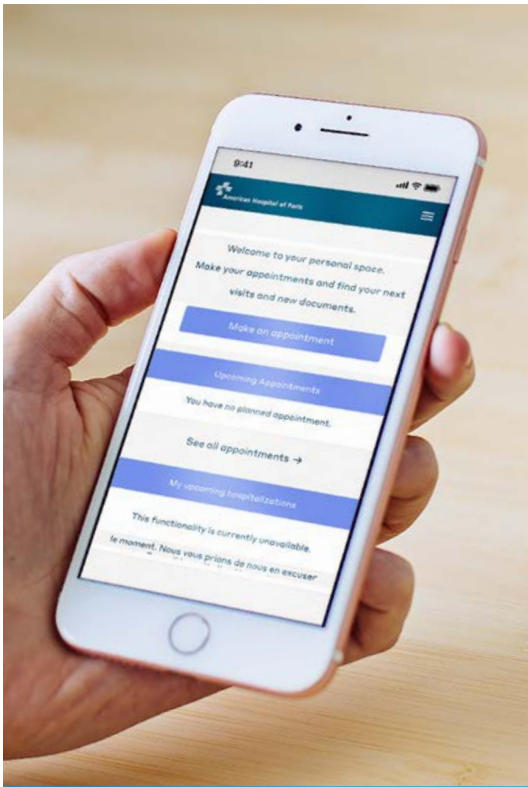 9:41
American Hospital of Paris
Welcome to your personal space.
Make your appointments and find your next
visits and new documents.
Make an appointment
Upcoming Appointments
You have no planned appointment.
See all appointments →
My upcoming hospitalizations
This functionality is currently unavailable.
le moment. Nous vous prions de nous en excuser